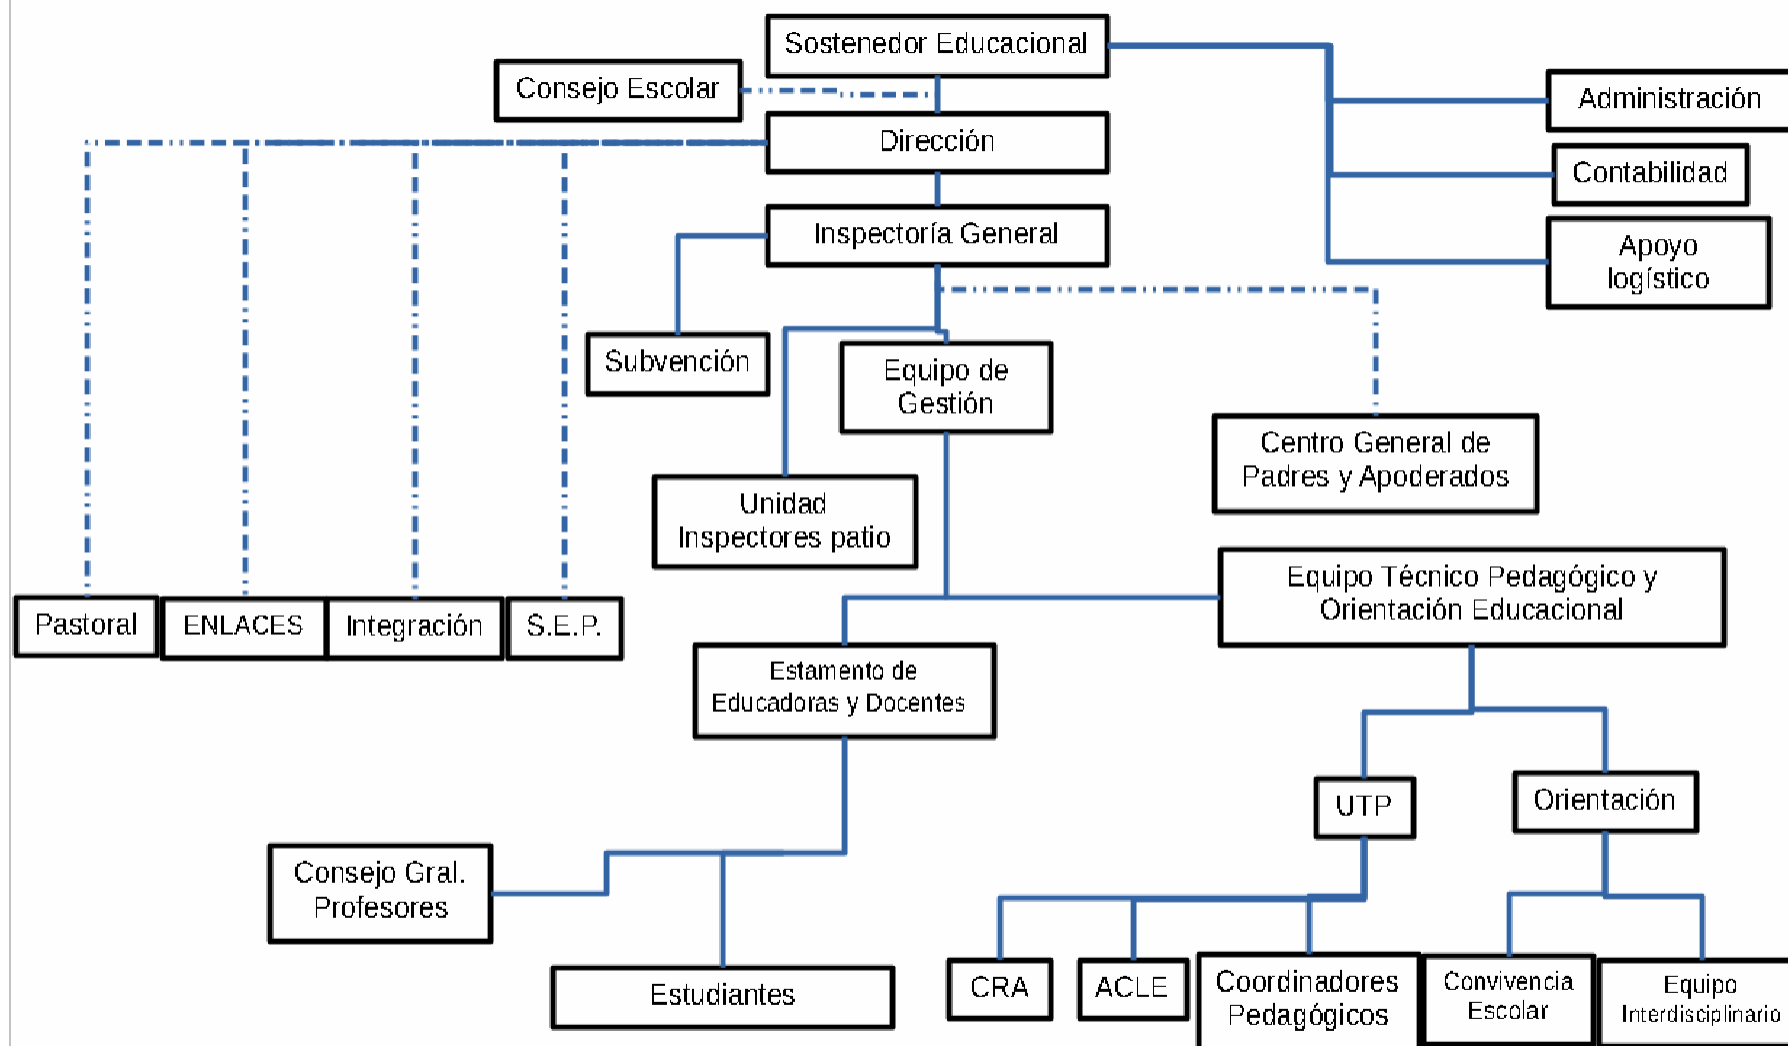 Sostenedor Educacional
Consejo Escolar
Administración
Dirección
Contabilidad
Inspectoría General
Apoyo
logístico
Subvención
Equipo de
Gestión
Centro General de
Padres y Apoderados
Unidad
Inspectores patio
Equipo Técnico Pedagógico y
Orientación Educacional
Pastoral
ENLACES
Integración
S.E.P.
Estamento de
Educadoras y Docentes
UTP
Orientación
Consejo Gral.
Profesores
Estudiantes
CRA
ACLE
Coordinadores
Pedagógicos
Convivencia
Escolar
Equipo
Interdisciplinario